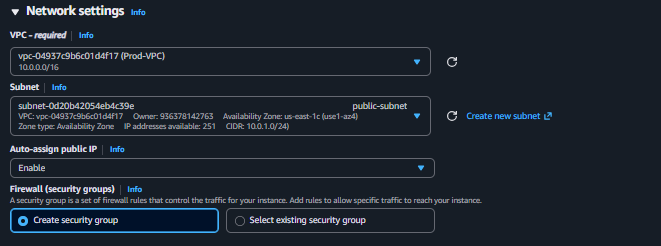 Network settings Info
VPC – required | Info
vpc-04937c9b6c01d4f17 (Prod-VPC)
10.0.0.0/16
Subnet | Info
subnet-0d20b42054eb4c39e public-subnet
VPC: vpc-04937c9b6c01d4f17 Owner: 936378142763 Availability Zone: us-east-1c (use1-az4)
Zone type: Availability Zone IP addresses available: 251 CIDR: 10.0.1.0/24)
Create new subnet
Auto-assign public IP | Info
Enable
Firewall (security groups) | Info
A security group is a set of firewall rules that control the traffic for your instance. Add rules to allow specific traffic to reach your instance.
Create security group
Select existing security group